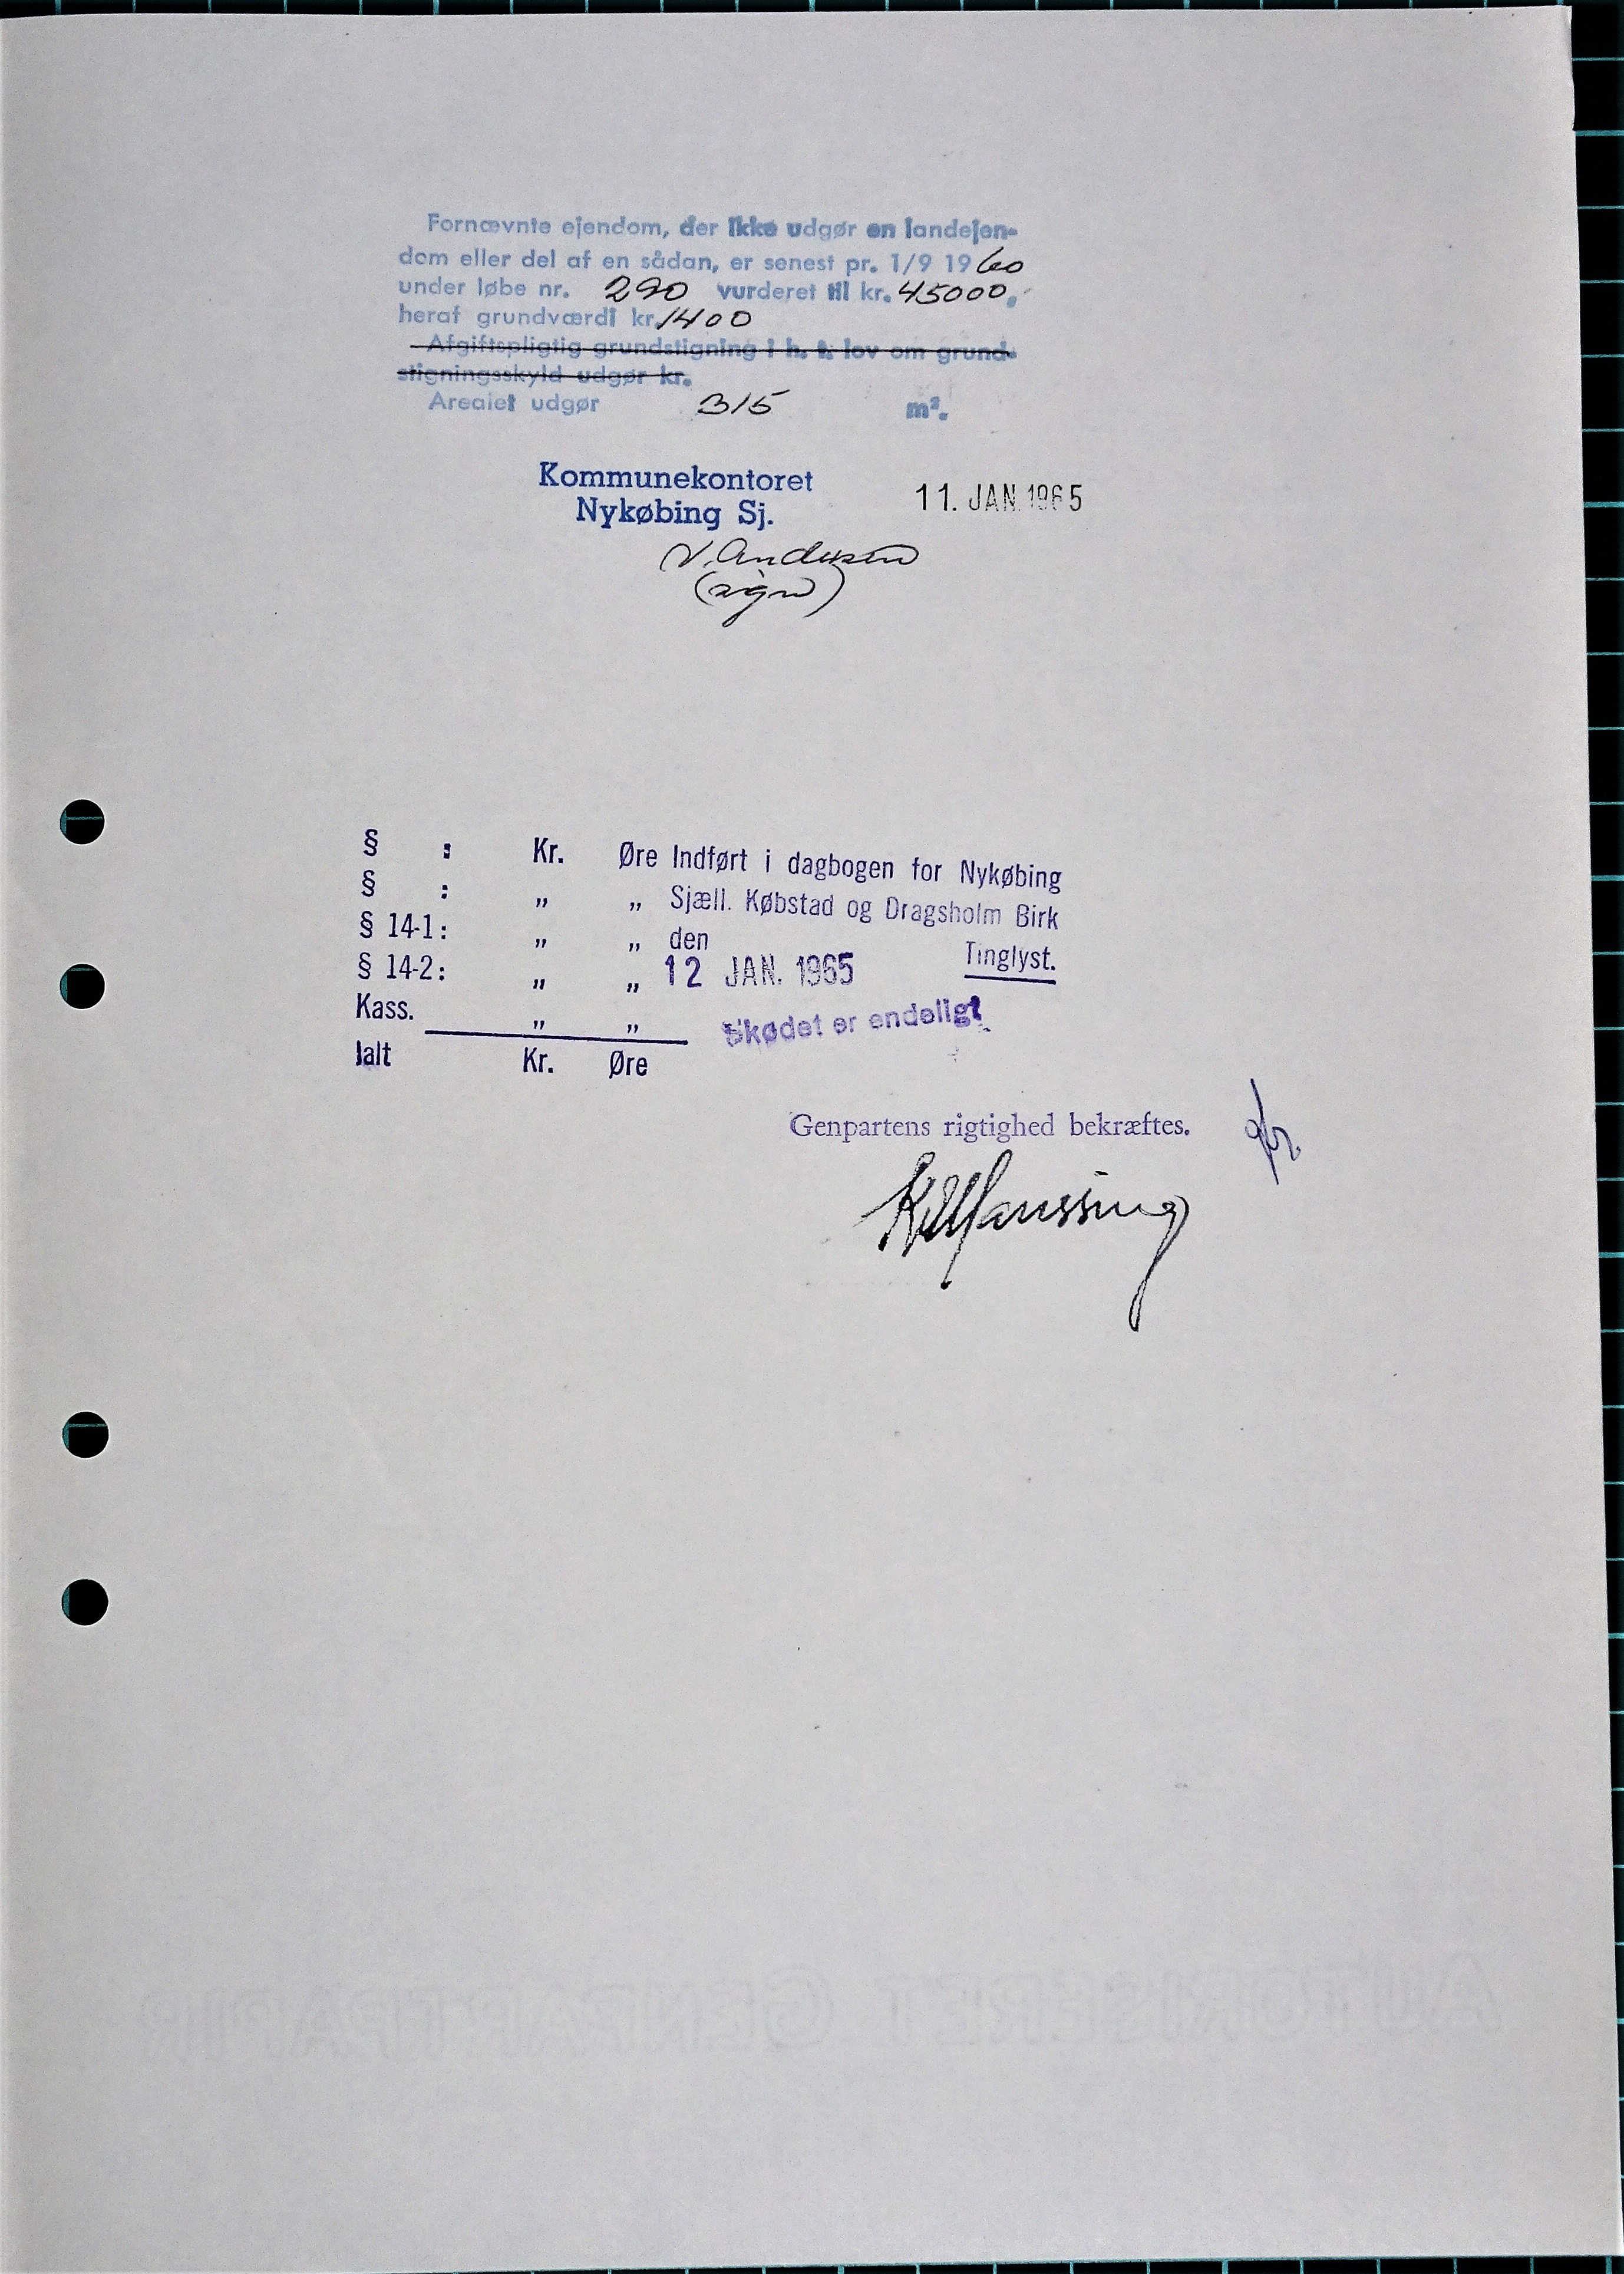 Fornævnte ejendom, der ikke udgør en landejen-
dom eller del af en sådan, er senest pr. 1/9 1960
under løbe nr. 290 vurderet til kr. 45000.
heraf grundværdi kr. 1400
Afgiftspligtig grundstigning i h. t. lov om grund-
stigningsskyld udgør kr.
Arealet udgør 315 m².
Kommunekontoret
Nykøbing Sj.
11. JAN. 1965
V. Andersen
(sign)
§ : Kr. Øre Indført i dagbogen for Nykøbing
§ : „ „ Sjæll. Købstad og Dragsholm Birk
§ 14-1: „ „ den
§ 14-2: „ „ 12 JAN. 1965 Tinglyst.
Kass. „ „ Skødet er endeligt
Ialt Kr. Øre
Genpartens rigtighed bekræftes.
AUTORISERET GENPARTPAPIR